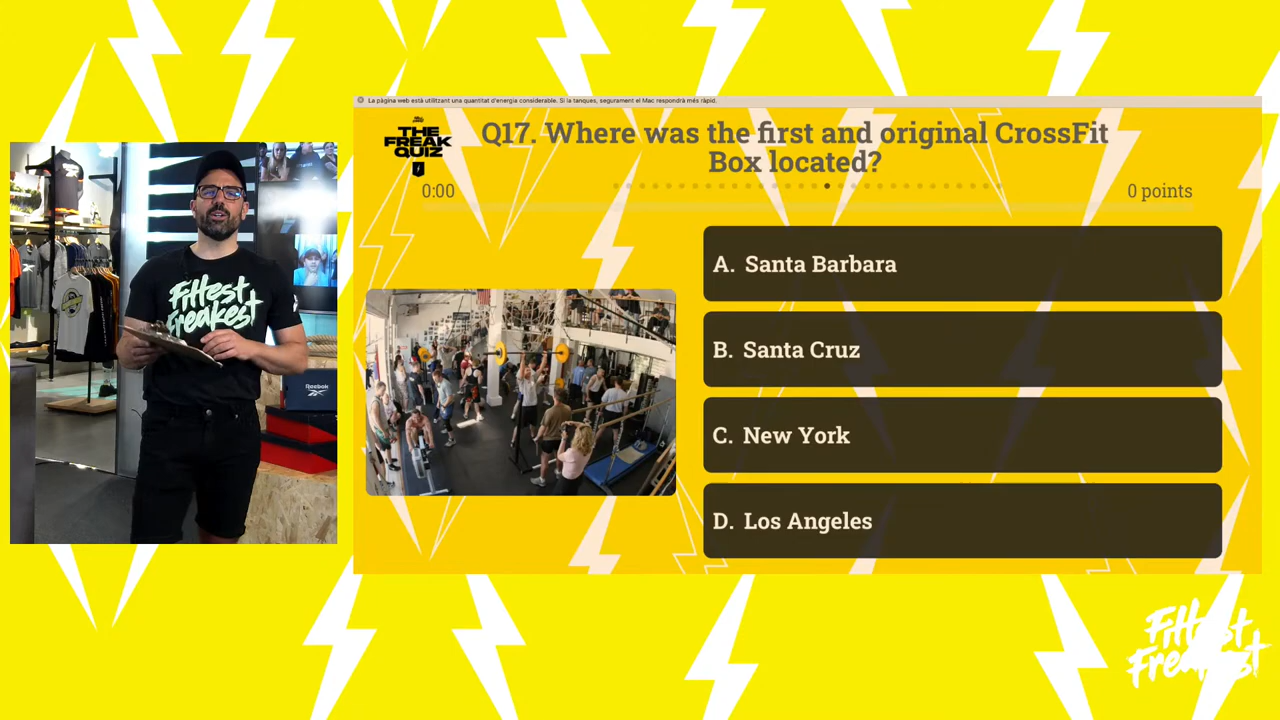 La pàgina web està utilitzant una quantitat d'energia considerable. Si la tanques, segurament el Mac respondrà més ràpid.
THE
FREAK
QUIZ
Q17. Where was the first and original CrossFit
Box located?
0:00
0 points
A. Santa Barbara
B. Santa Cruz
C. New York
D. Los Angeles
Fittest
Freakest
Reebok
Fittest
Freakest